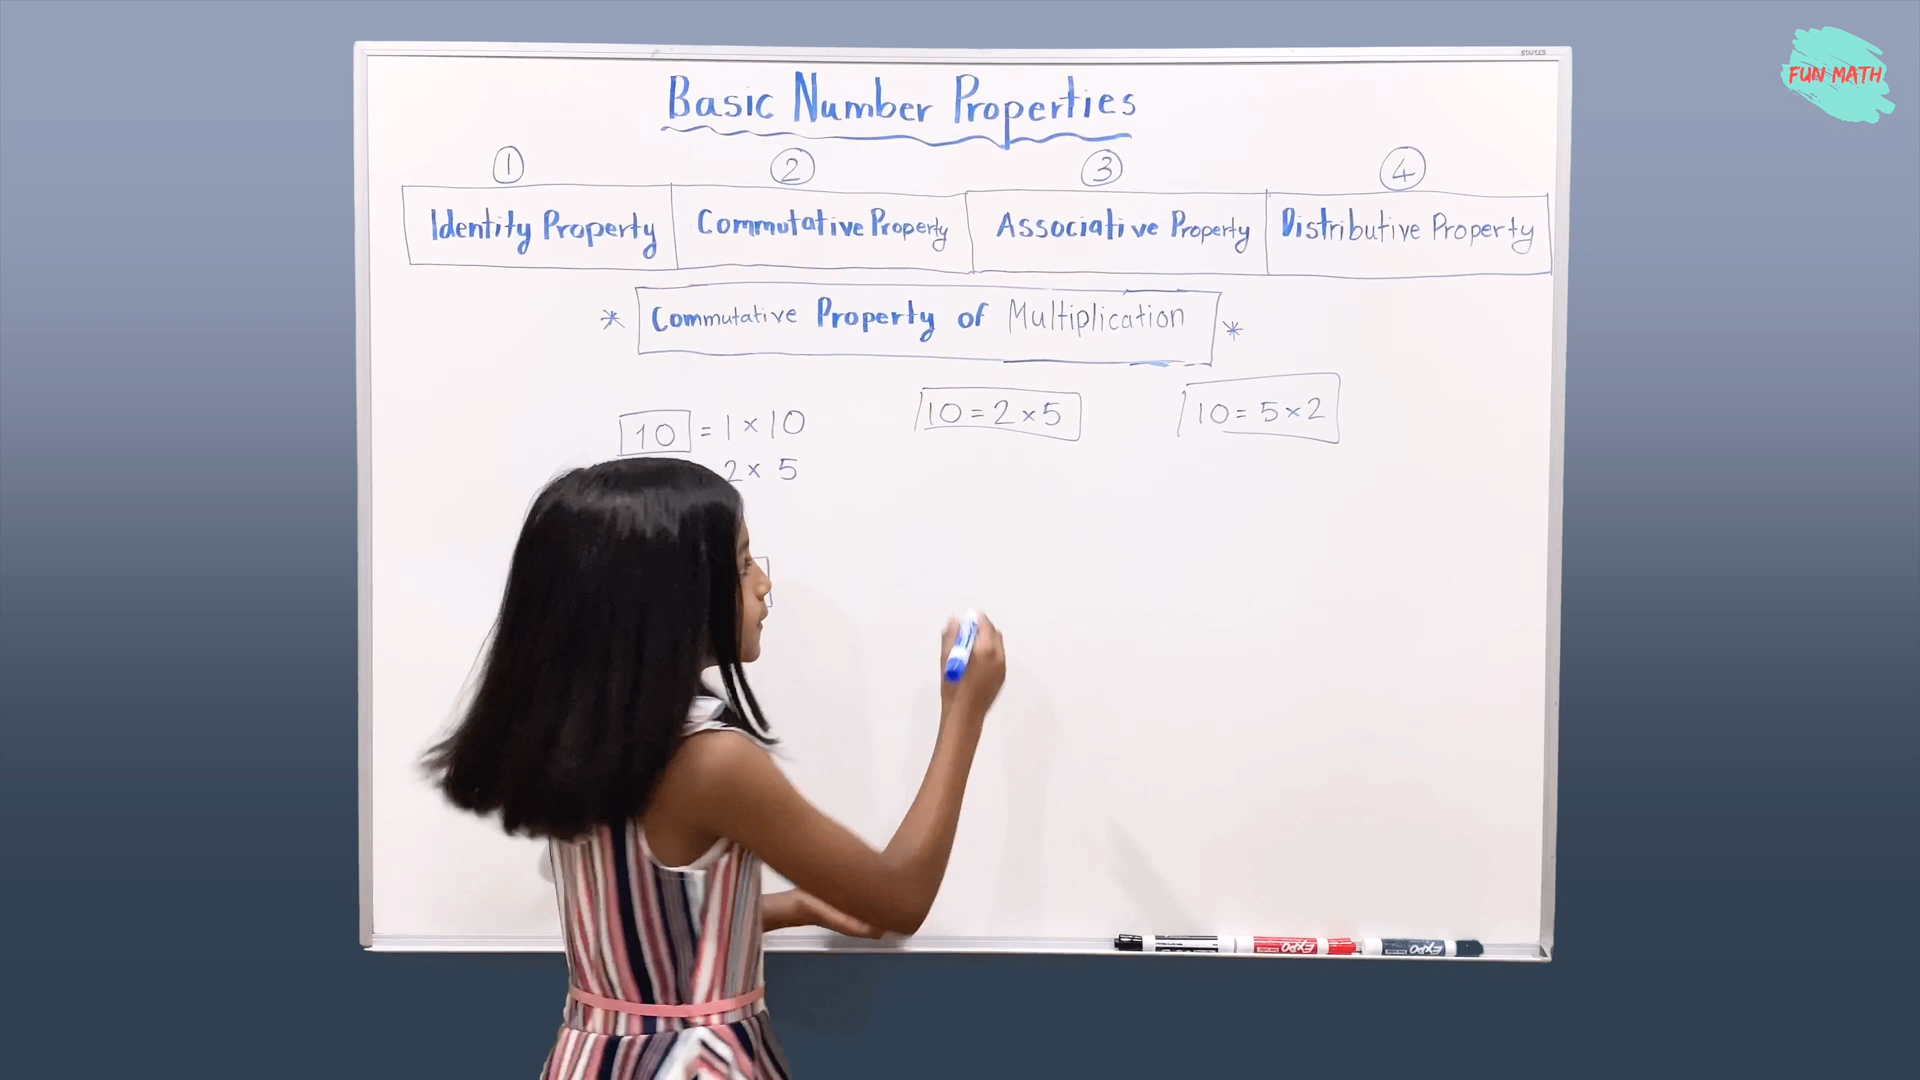 STAPLES
FUN MATH
Basic Number Properties
1 2 3 4
Identity Property Commutative Property Associative Property Distributive Property
* Commutative Property of Multiplication *
10 = 1 × 10
2 × 5
10 = 2 × 5
10 = 5 × 2
EXPO EXPO